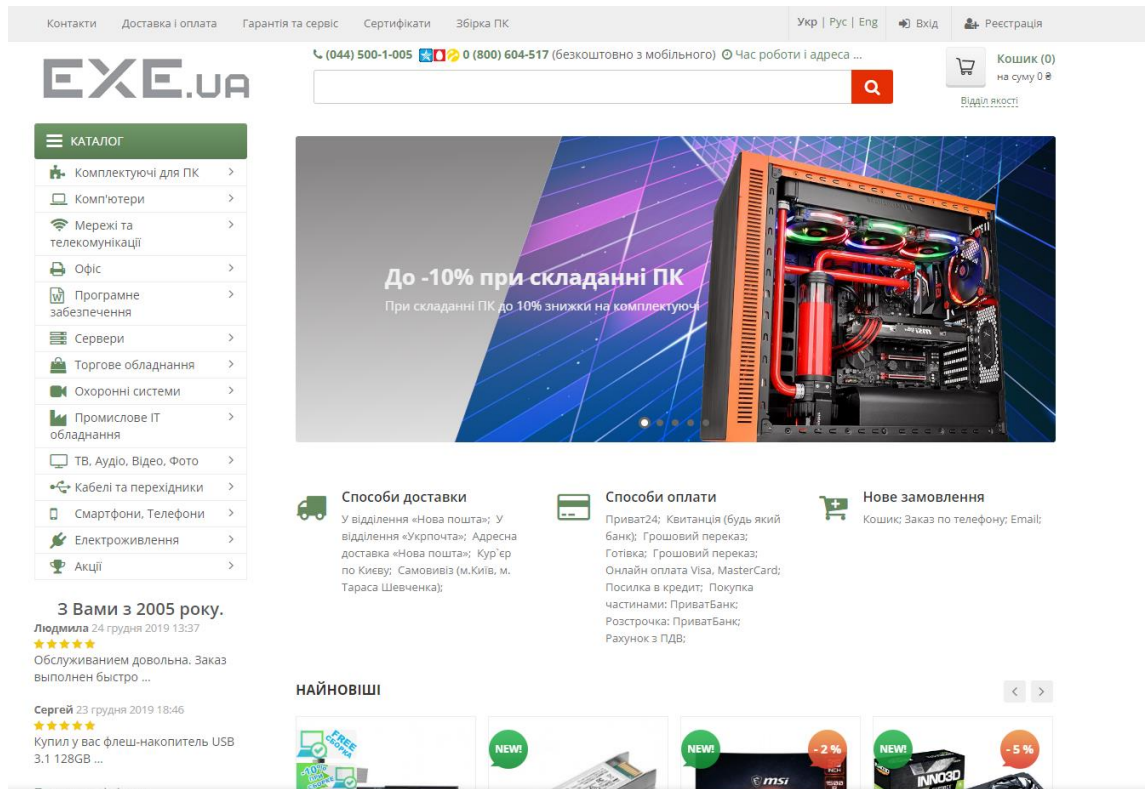 Контакти Доставка і оплата Гарантія та сервіс Сертифікати Збірка ПК Укр | Рус | Eng Вхід Реєстрація
EXE.UA
(044) 500-1-005 0 (800) 604-517 (безкоштовно з мобільного) Час роботи і адреса ...
Кошик (0)
на суму 0 ₴
Відділ якості
КАТАЛОГ
Комплектуючі для ПК
Комп'ютери
Мережі та
телекомунікації
Офіс
Програмне
забезпечення
Сервери
Торгове обладнання
Охоронні системи
Промислове ІТ
обладнання
ТВ, Аудіо, Відео, Фото
Кабелі та перехідники
Смартфони, Телефони
Електроживлення
Акції
До -10% при складанні ПК
При складанні ПК до 10% знижки на комплектуючі
Способи доставки
У відділення «Нова пошта»; У
відділення «Укрпочта»; Адресна
доставка «Нова пошта»; Кур`єр
по Києву; Самовивіз (м.Київ, м.
Тараса Шевченка);
Способи оплати
Приват24; Квитанція (будь який
банк); Грошовий переказ;
Готівка; Грошовий переказ;
Онлайн оплата Visa, MasterCard;
Посилка в кредит; Покупка
частинами: ПриватБанк;
Розстрочка: ПриватБанк;
Рахунок з ПДВ;
Нове замовлення
Кошик; Заказ по телефону; Email;
З Вами з 2005 року.
Людмила 24 грудня 2019 13:37
Обслуживанием довольна. Заказ
выполнен быстро ...
Сергей 23 грудня 2019 18:46
Купил у вас флеш-накопитель USB
3.1 128GB ...
НАЙНОВІШІ
FREE
СБОРКА
-10%
NEW!
NEW!
msi
- 2 %
NEW!
INNO3D
- 5 %